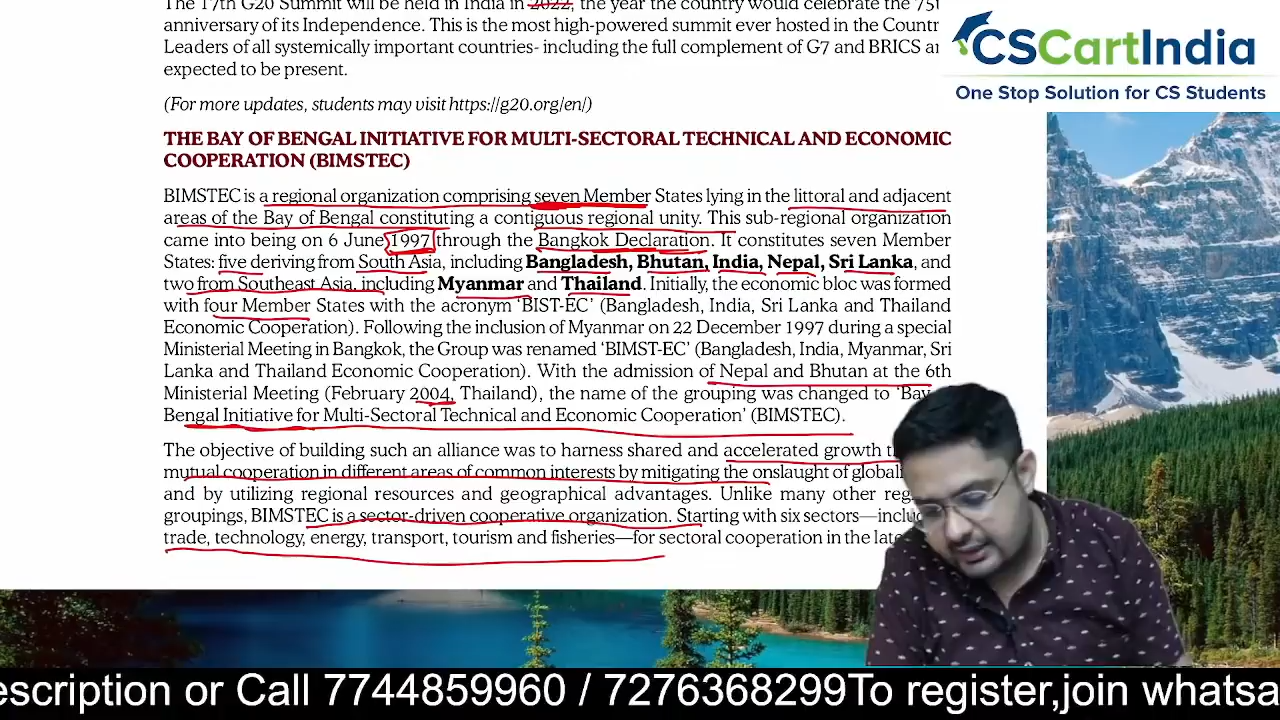 The 17th G20 Summit will be held in India in 2022, the year the country would celebrate the 75t
anniversary of its Independence. This is the most high-powered summit ever hosted in the Countr
Leaders of all systemically important countries- including the full complement of G7 and BRICS ar
expected to be present.
(For more updates, students may visit https://g20.org/en/)
THE BAY OF BENGAL INITIATIVE FOR MULTI-SECTORAL TECHNICAL AND ECONOMIC
COOPERATION (BIMSTEC)
BIMSTEC is a regional organization comprising seven Member States lying in the littoral and adjacent
areas of the Bay of Bengal constituting a contiguous regional unity. This sub-regional organization
came into being on 6 June 1997 through the Bangkok Declaration. It constitutes seven Member
States: five deriving from South Asia, including Bangladesh, Bhutan, India, Nepal, Sri Lanka, and
two from Southeast Asia, including Myanmar and Thailand. Initially, the economic bloc was formed
with four Member States with the acronym ‘BIST-EC’ (Bangladesh, India, Sri Lanka and Thailand
Economic Cooperation). Following the inclusion of Myanmar on 22 December 1997 during a special
Ministerial Meeting in Bangkok, the Group was renamed ‘BIMST-EC’ (Bangladesh, India, Myanmar, Sri
Lanka and Thailand Economic Cooperation). With the admission of Nepal and Bhutan at the 6th
Ministerial Meeting (February 2004, Thailand), the name of the grouping was changed to ‘Bay
Bengal Initiative for Multi-Sectoral Technical and Economic Cooperation’ (BIMSTEC).
The objective of building such an alliance was to harness shared and accelerated growth t
mutual cooperation in different areas of common interests by mitigating the onslaught of globali
and by utilizing regional resources and geographical advantages. Unlike many other reg
groupings, BIMSTEC is a sector-driven cooperative organization. Starting with six sectors—inclu
trade, technology, energy, transport, tourism and fisheries—for sectoral cooperation in the late
CSCartIndia
One Stop Solution for CS Students
escription or Call 7744859960 / 7276368299To register,join whatsa